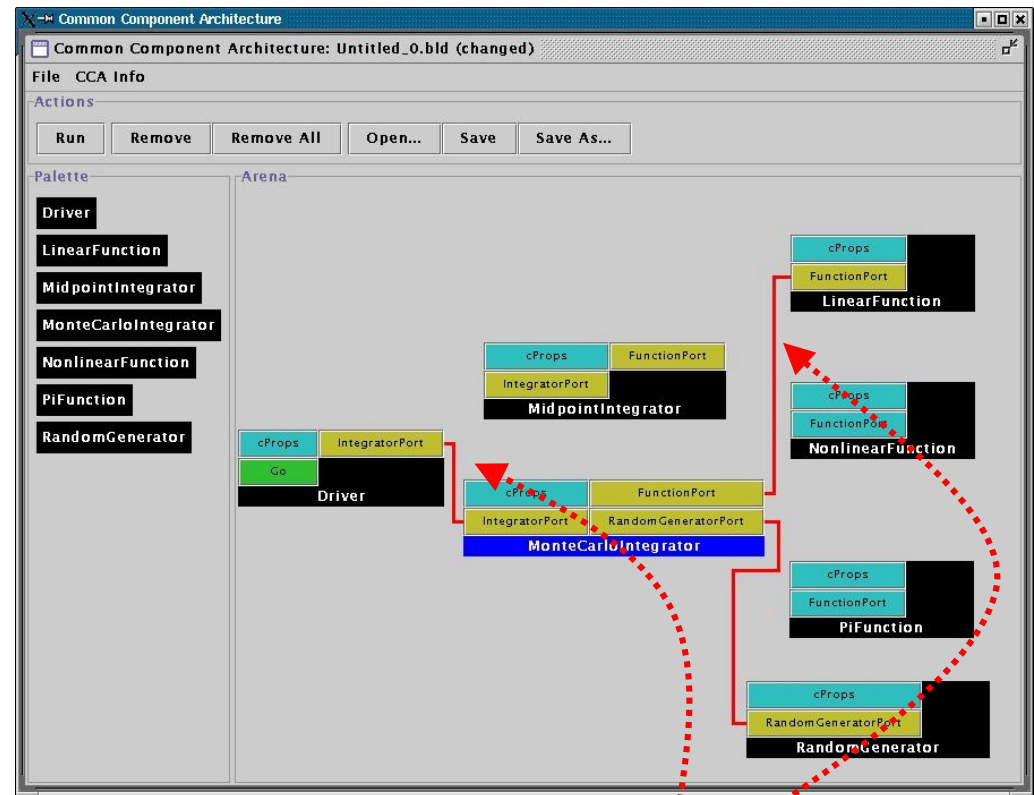 Common Component Architecture
Common Component Architecture: Untitled_0.bld (changed)
File CCA Info
Actions
Run Remove Remove All Open... Save Save As...
Palette
Driver
LinearFunction
MidpointIntegrator
MonteCarloIntegrator
NonlinearFunction
PiFunction
RandomGenerator
Arena
cProps
FunctionPort
LinearFunction
cProps FunctionPort
IntegratorPort
MidpointIntegrator
cProps
FunctionPort
NonlinearFunction
cProps IntegratorPort
Go
Driver
cProps FunctionPort
IntegratorPort RandomGeneratorPort
MonteCarloIntegrator
cProps
FunctionPort
PiFunction
cProps
RandomGeneratorPort
RandomGenerator